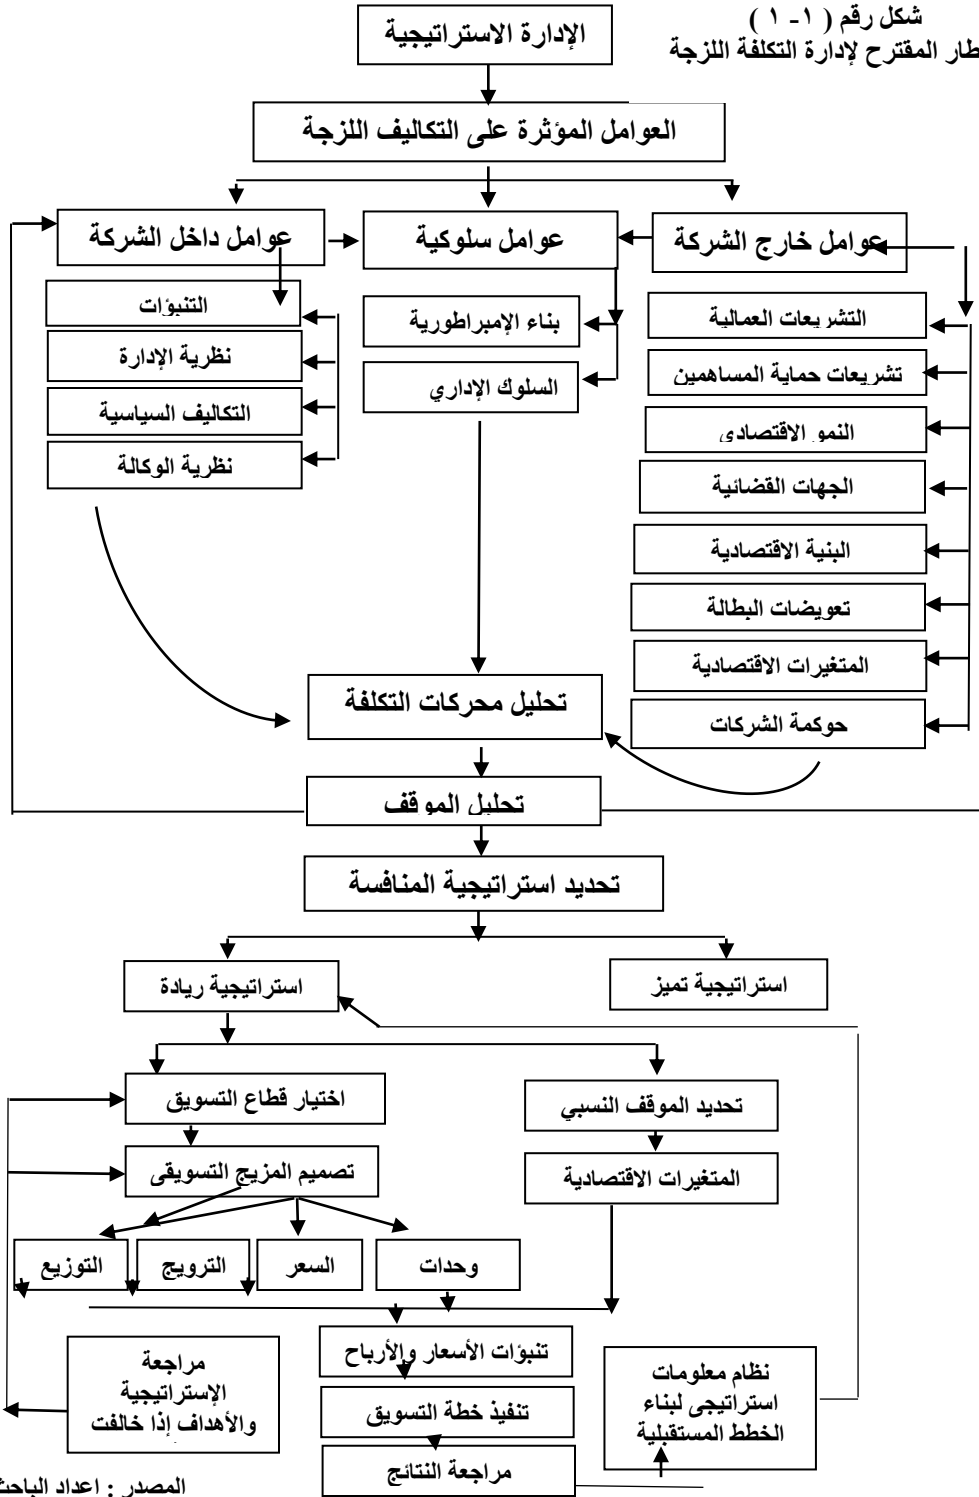 شكل رقم ( ١- ١ )
طار المقترح لإدارة التكلفة اللزجة
الإدارة الاستراتيجية
العوامل المؤثرة على التكاليف اللزجة
عوامل خارج الشركة
عوامل سلوكية
عوامل داخل الشركة
التشريعات العمالية
تشريعات حماية المساهمين
النمو الاقتصادى
الجهات القضائية
البنية الاقتصادية
تعويضات البطالة
المتغيرات الاقتصادية
حوكمة الشركات
بناء الإمبراطورية
السلوك الإداري
التنبؤات
نظرية الإدارة
التكاليف السياسية
نظرية الوكالة
تحليل محركات التكلفة
تحليل الموقف
تحديد استراتيجية المنافسة
استراتيجية تميز
استراتيجية ريادة
تحديد الموقف النسبي
المتغيرات الاقتصادية
اختيار قطاع التسويق
تصميم المزيج التسويقى
وحدات
السعر
الترويج
التوزيع
تنبؤات الأسعار والأرباح
تنفيذ خطة التسويق
مراجعة النتائج
نظام معلومات
استراتيجى لبناء
الخطط المستقبلية
مراجعة
الإستراتيجية
والأهداف إذا خالفت
المصدر : اعداد الباحث